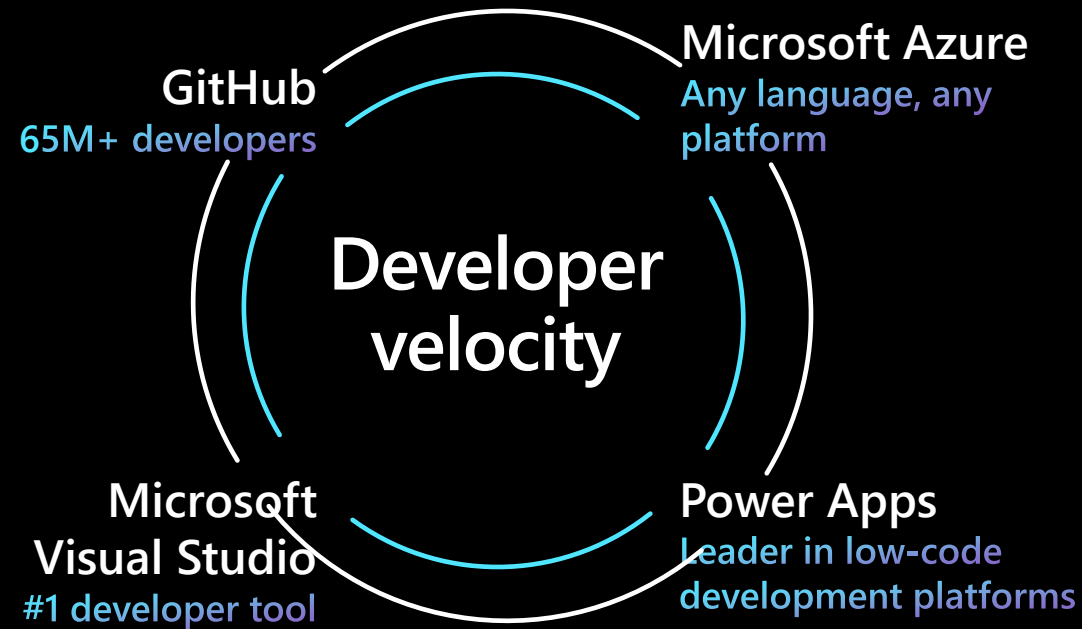 GitHub
65M+ developers
Microsoft Azure
Any language, any
platform
Developer
velocity
Microsoft
Visual Studio
#1 developer tool
Power Apps
Leader in low-code
development platforms